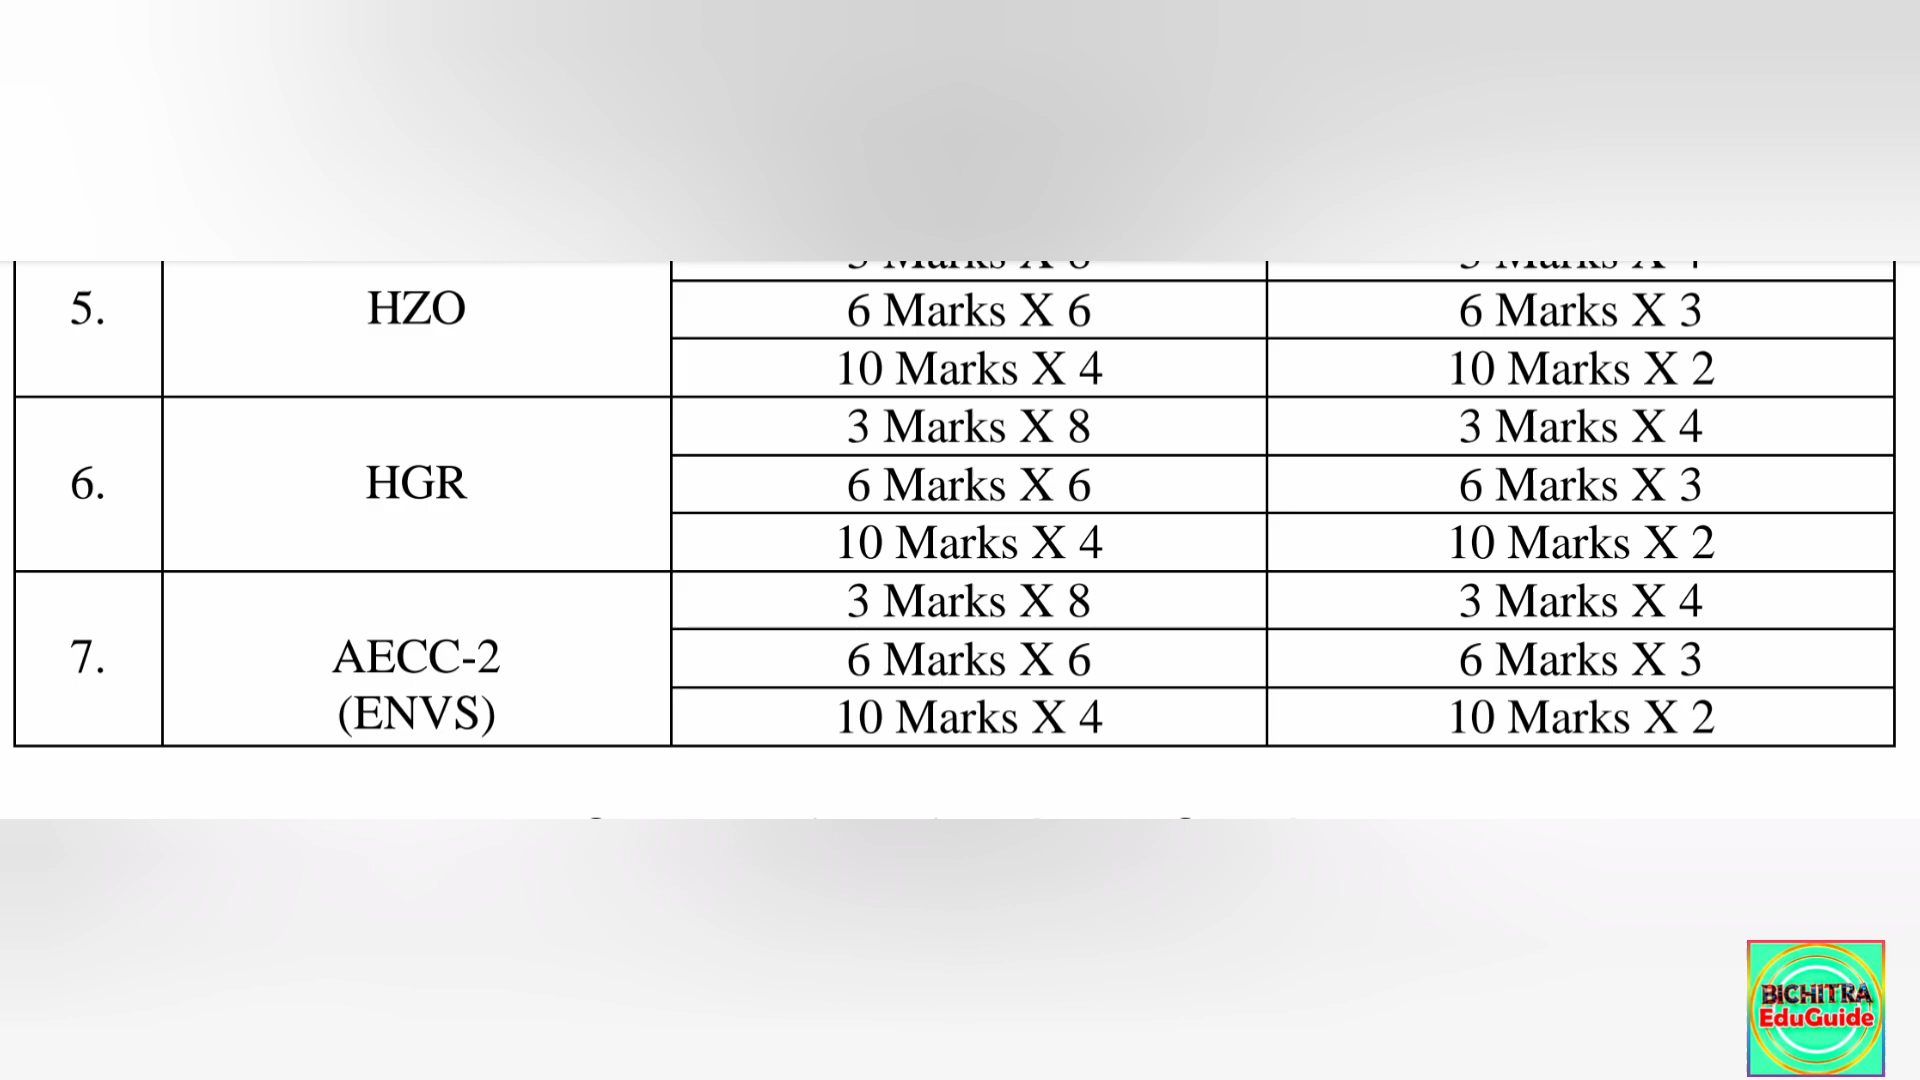 5.
HZO
6 Marks X 6
6 Marks X 3
10 Marks X 4
10 Marks X 2
6.
HGR
3 Marks X 8
3 Marks X 4
6 Marks X 6
6 Marks X 3
10 Marks X 4
10 Marks X 2
7.
AECC-2
(ENVS)
3 Marks X 8
3 Marks X 4
6 Marks X 6
6 Marks X 3
10 Marks X 4
10 Marks X 2
BICHITRA
EduGuide